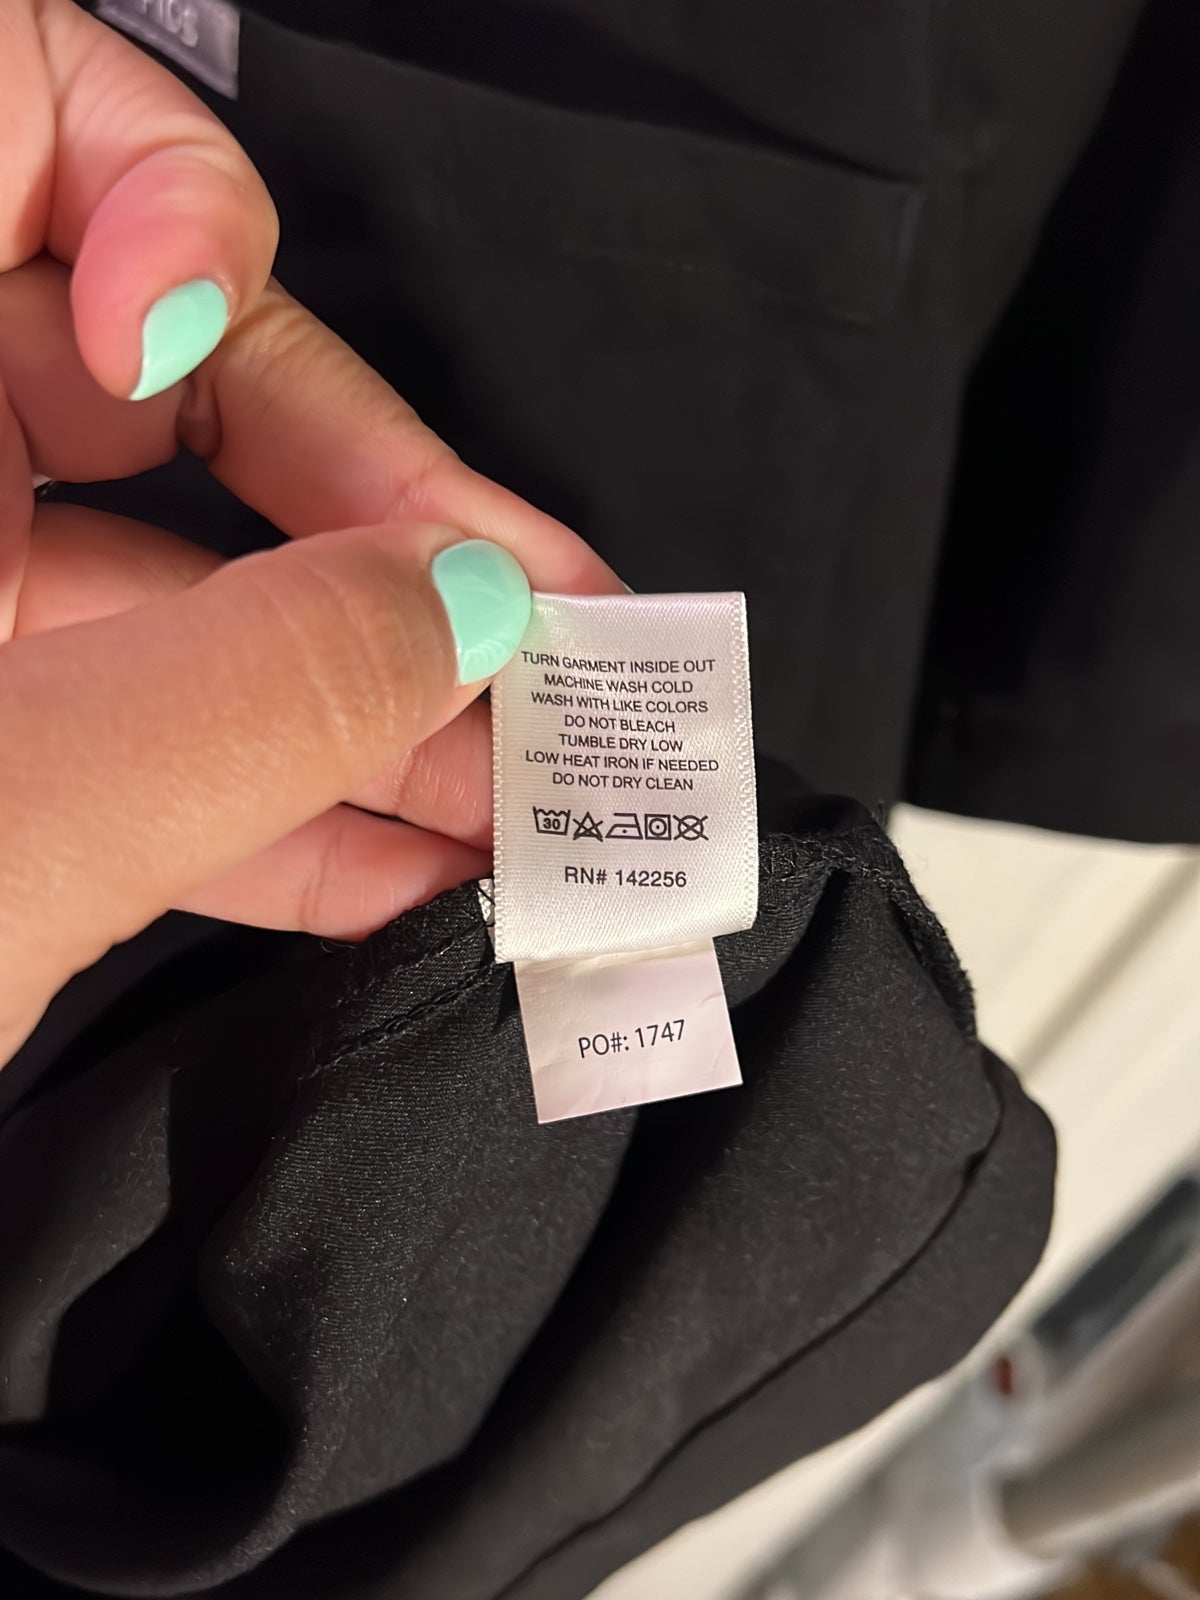 FIGS
TURN GARMENT INSIDE OUT
MACHINE WASH COLD
WASH WITH LIKE COLORS
DO NOT BLEACH
TUMBLE DRY LOW
LOW HEAT IRON IF NEEDED
DO NOT DRY CLEAN
30
RN# 142256
PO#: 1747